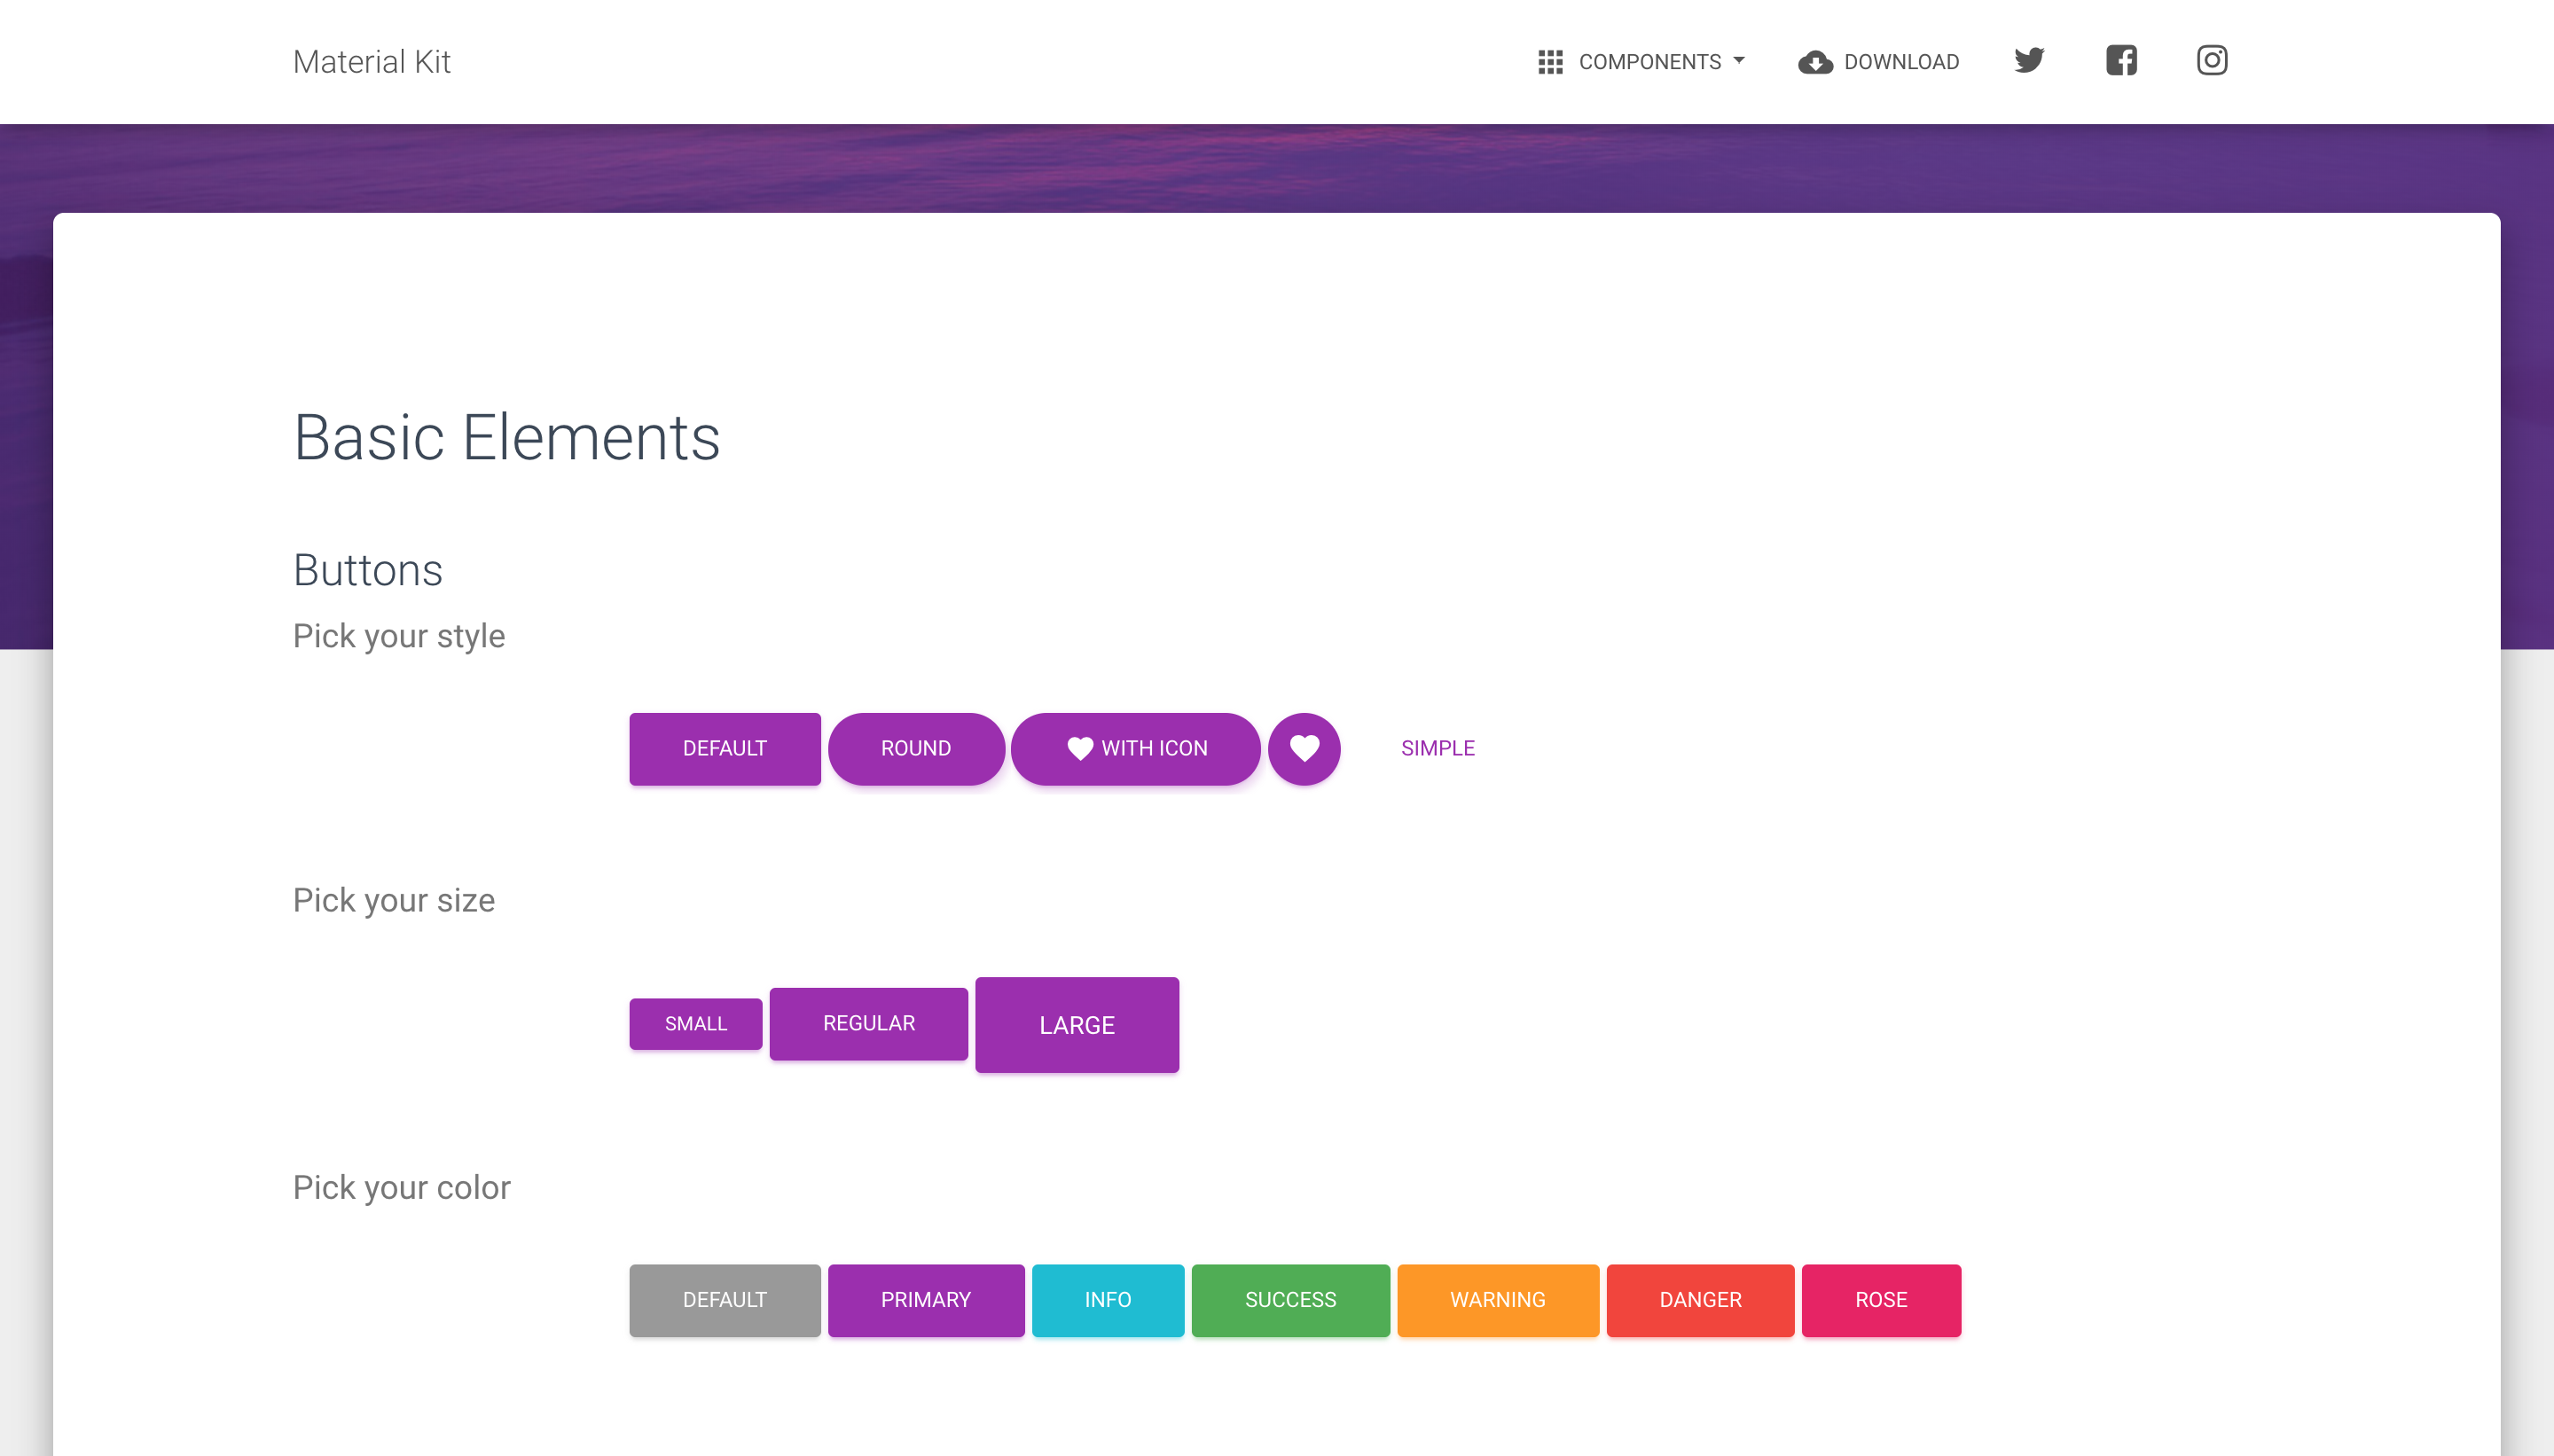 Material Kit
COMPONENTS
DOWNLOAD
Basic Elements
Buttons
Pick your style
DEFAULT
ROUND
WITH ICON
SIMPLE
Pick your size
SMALL
REGULAR
LARGE
Pick your color
DEFAULT
PRIMARY
INFO
SUCCESS
WARNING
DANGER
ROSE